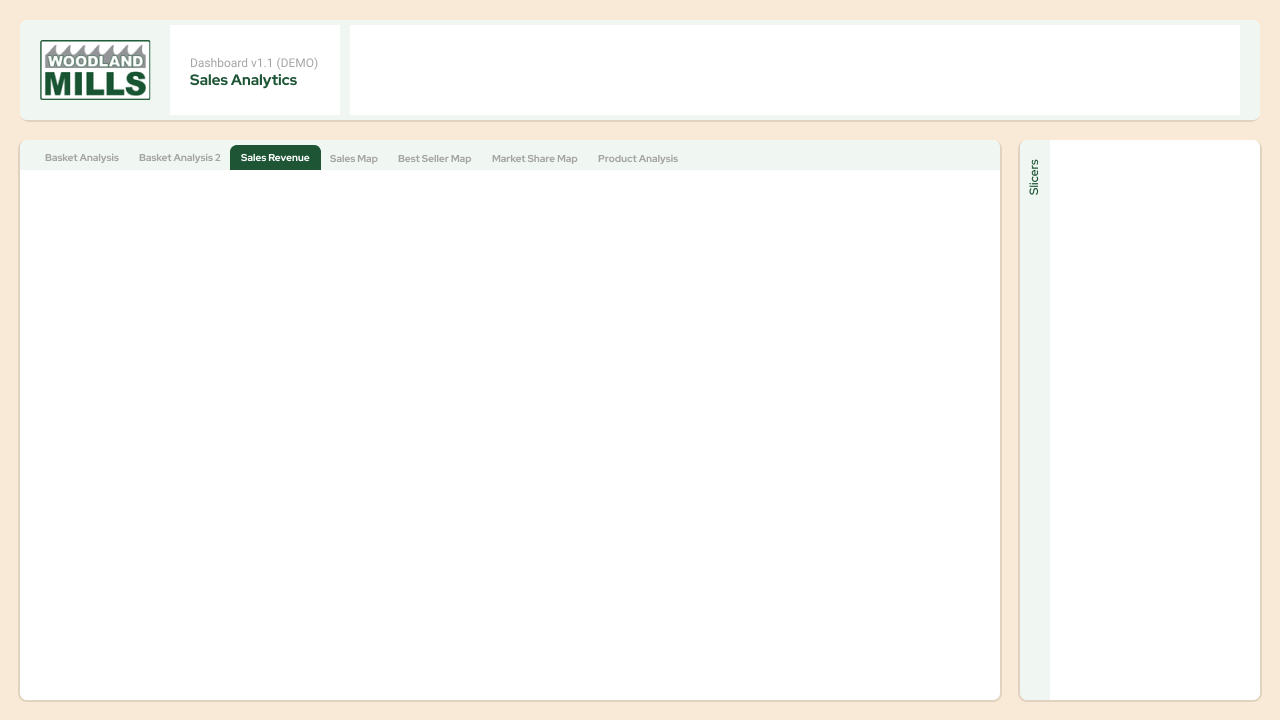 WOODLAND
MILLS
Dashboard v1.1 (DEMO)
Sales Analytics
Basket Analysis
Basket Analysis 2
Sales Revenue
Sales Map
Best Seller Map
Market Share Map
Product Analysis
Slicers